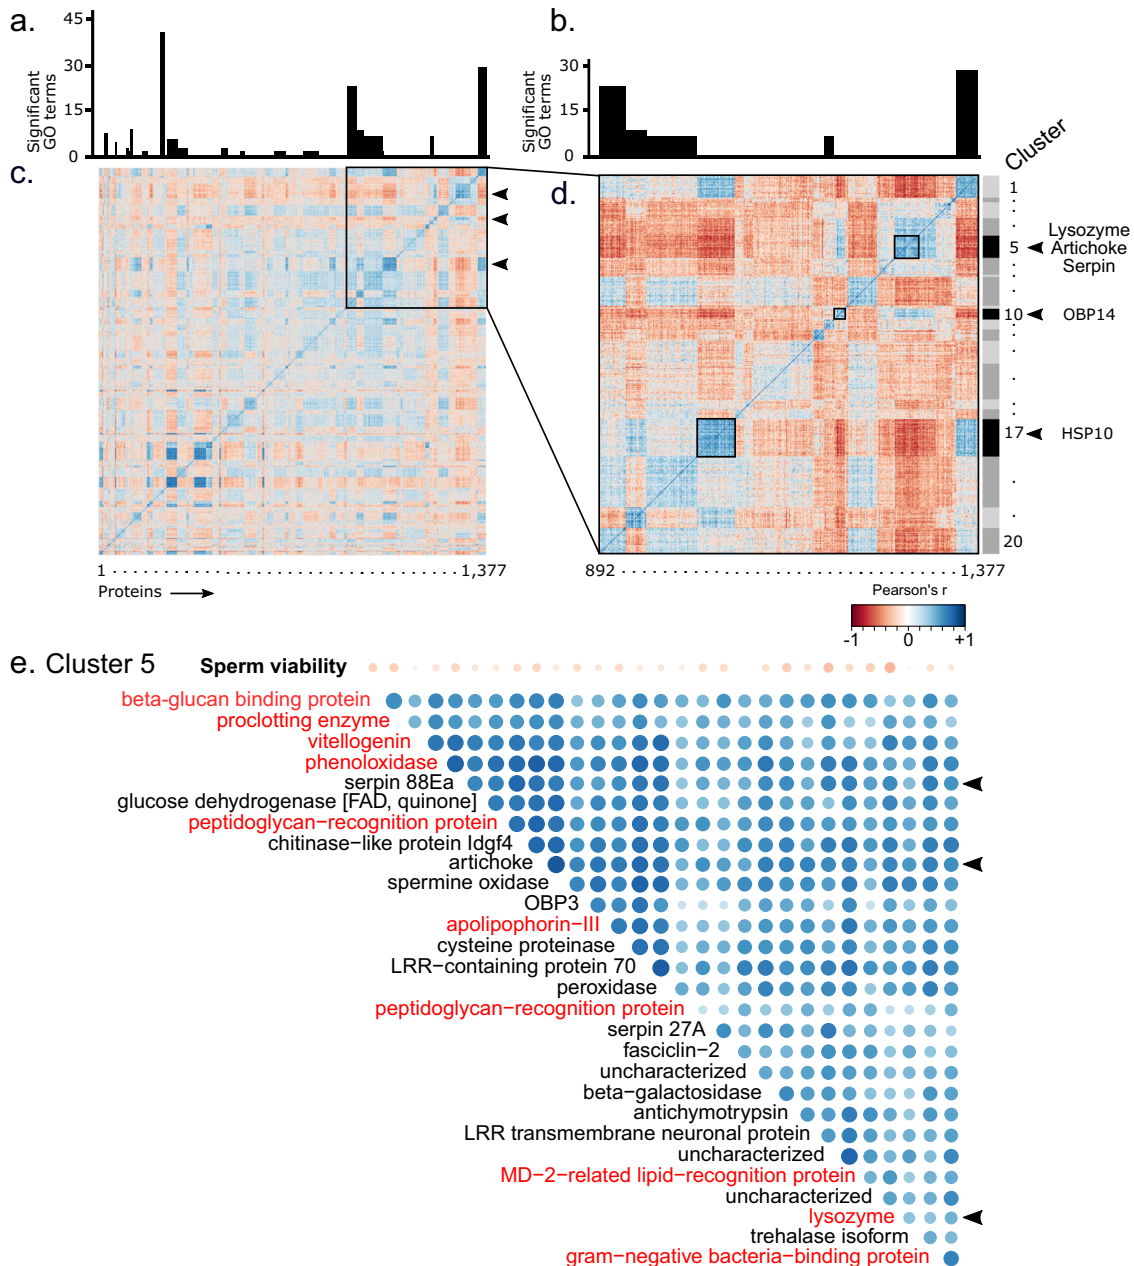 a.
45
30
15
0
Significant
GO terms
b.
30
15
0
Significant
GO terms
Cluster
c.
d.
1
5
10
17
20
Lysozyme
Artichoke
Serpin
OBP14
HSP10
1 1,377
Proteins
892 1,377
Pearson's r
-1 0 +1
e. Cluster 5 Sperm viability
beta-glucan binding protein
proclotting enzyme
vitellogenin
phenoloxidase
serpin 88Ea
glucose dehydrogenase [FAD, quinone]
peptidoglycan-recognition protein
chitinase-like protein Idgf4
artichoke
spermine oxidase
OBP3
apolipophorin-III
cysteine proteinase
LRR-containing protein 70
peroxidase
peptidoglycan-recognition protein
serpin 27A
fasciclin-2
uncharacterized
beta-galactosidase
antichymotrypsin
LRR transmembrane neuronal protein
uncharacterized
MD-2-related lipid-recognition protein
uncharacterized
lysozyme
trehalase isoform
gram-negative bacteria-binding protein